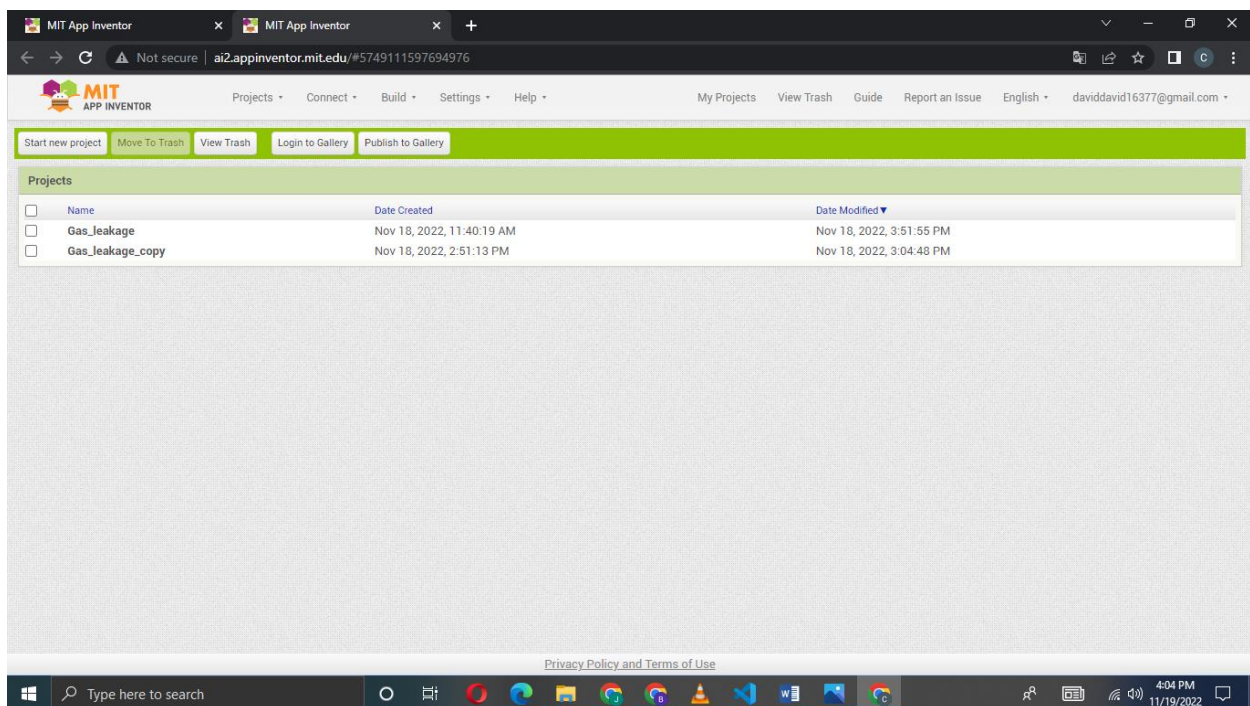 MIT App Inventor MIT App Inventor
Not secure ai2.appinventor.mit.edu/#5749111597694976 C
MIT APP INVENTOR Projects Connect Build Settings Help My Projects View Trash Guide Report an Issue English daviddavid16377@gmail.com
Start new project Move To Trash View Trash Login to Gallery Publish to Gallery
Projects
Name Date Created Date Modified▼
Gas_leakage Nov 18, 2022, 11:40:19 AM Nov 18, 2022, 3:51:55 PM
Gas_leakage_copy Nov 18, 2022, 2:51:13 PM Nov 18, 2022, 3:04:48 PM
Privacy Policy and Terms of Use
Type here to search 4:04 PM
11/19/2022